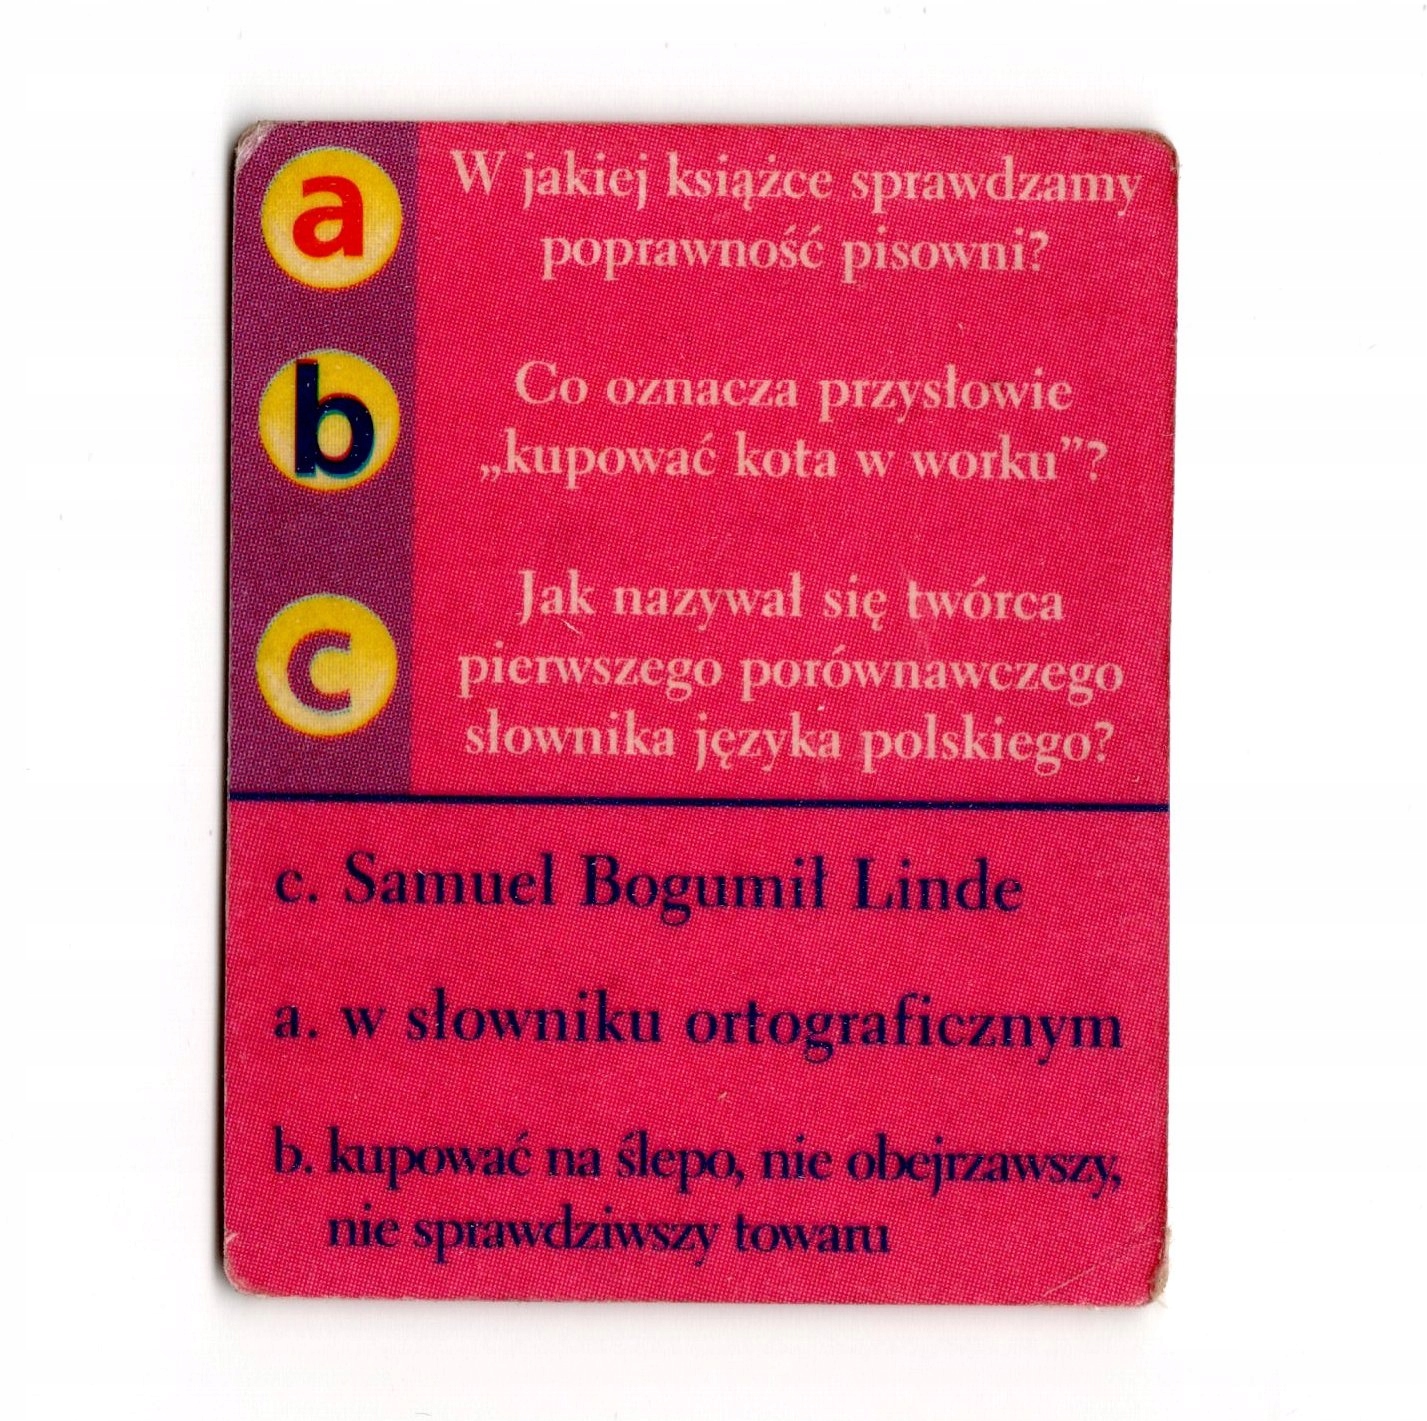 a
W jakiej książce sprawdzamy
poprawność pisowni?
b
Co oznacza przysłowie
„kupować kota w worku”?
c
Jak nazywał się twórca
pierwszego porównawczego
słownika języka polskiego?
c. Samuel Bogumił Linde
a. w słowniku ortograficznym
b. kupować na ślepo, nie obejrzawszy,
nie sprawdziwszy towaru